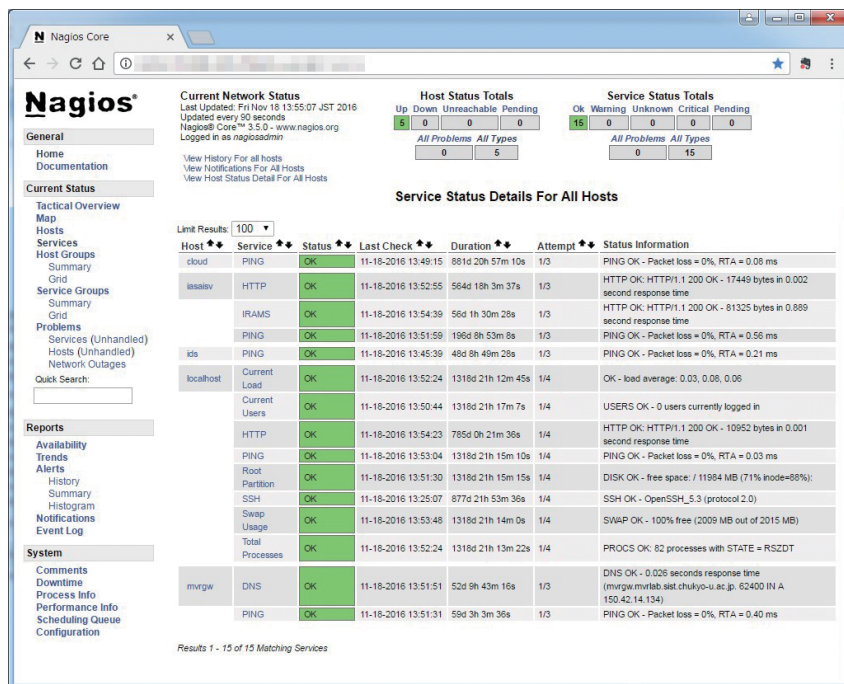 Nagios Core
Nagios®
General
Home
Documentation
Current Status
Tactical Overview
Map
Hosts
Services
Host Groups
Summary
Grid
Service Groups
Summary
Grid
Problems
Services (Unhandled)
Hosts (Unhandled)
Network Outages
Quick Search:
Reports
Availability
Trends
Alerts
History
Summary
Histogram
Notifications
Event Log
System
Comments
Downtime
Process Info
Performance Info
Scheduling Queue
Configuration
Current Network Status
Last Updated: Fri Nov 18 13:55:07 JST 2016
Updated every 90 seconds
Nagios® Core™ 3.5.0 - www.nagios.org
Logged in as nagiosadmin
View History For all hosts
View Notifications For All Hosts
View Host Status Detail For All Hosts
Host Status Totals
Up Down Unreachable Pending
5 0 0 0
All Problems All Types
0 5
Service Status Totals
Ok Warning Unknown Critical Pending
15 0 0 0 0
All Problems All Types
0 15
Service Status Details For All Hosts
Limit Results: 100
Host Service Status Last Check Duration Attempt Status Information
cloud PING OK 11-18-2016 13:49:15 881d 20h 57m 10s 1/3 PING OK - Packet loss = 0%, RTA = 0.08 ms
iasaisv HTTP OK 11-18-2016 13:52:55 564d 18h 3m 37s 1/3 HTTP OK: HTTP/1.1 200 OK - 17449 bytes in 0.002
second response time
IRAMS OK 11-18-2016 13:54:39 56d 1h 30m 28s 1/3 HTTP OK: HTTP/1.1 200 OK - 81325 bytes in 0.889
second response time
PING OK 11-18-2016 13:51:59 196d 8h 53m 8s 1/3 PING OK - Packet loss = 0%, RTA = 0.56 ms
ids PING OK 11-18-2016 13:45:39 48d 8h 49m 28s 1/3 PING OK - Packet loss = 0%, RTA = 0.21 ms
localhost Current
Load OK 11-18-2016 13:52:24 1318d 21h 12m 45s 1/4 OK - load average: 0.03, 0.08, 0.06
Current
Users OK 11-18-2016 13:50:44 1318d 21h 17m 7s 1/4 USERS OK - 0 users currently logged in
HTTP OK 11-18-2016 13:54:23 785d 0h 21m 36s 1/4 HTTP OK: HTTP/1.1 200 OK - 10952 bytes in 0.001
second response time
PING OK 11-18-2016 13:53:04 1318d 21h 15m 10s 1/4 PING OK - Packet loss = 0%, RTA = 0.03 ms
Root
Partition OK 11-18-2016 13:51:30 1318d 21h 15m 15s 1/4 DISK OK - free space: / 11984 MB (71% inode=88%):
SSH OK 11-18-2016 13:25:07 877d 21h 53m 36s 1/4 SSH OK - OpenSSH_5.3 (protocol 2.0)
Swap
Usage OK 11-18-2016 13:53:48 1318d 21h 14m 0s 1/4 SWAP OK - 100% free (2009 MB out of 2015 MB)
Total
Processes OK 11-18-2016 13:52:24 1318d 21h 13m 22s 1/4 PROCS OK: 82 processes with STATE = RSZDT
mvrgw DNS OK 11-18-2016 13:51:51 52d 9h 43m 16s 1/3 DNS OK - 0.026 seconds response time
(mvrgw.mvrlab.sist.chukyo-u.ac.jp. 62400 IN A
150.42.14.134)
PING OK 11-18-2016 13:51:31 59d 3h 3m 36s 1/3 PING OK - Packet loss = 0%, RTA = 0.40 ms
Results 1 - 15 of 15 Matching Services